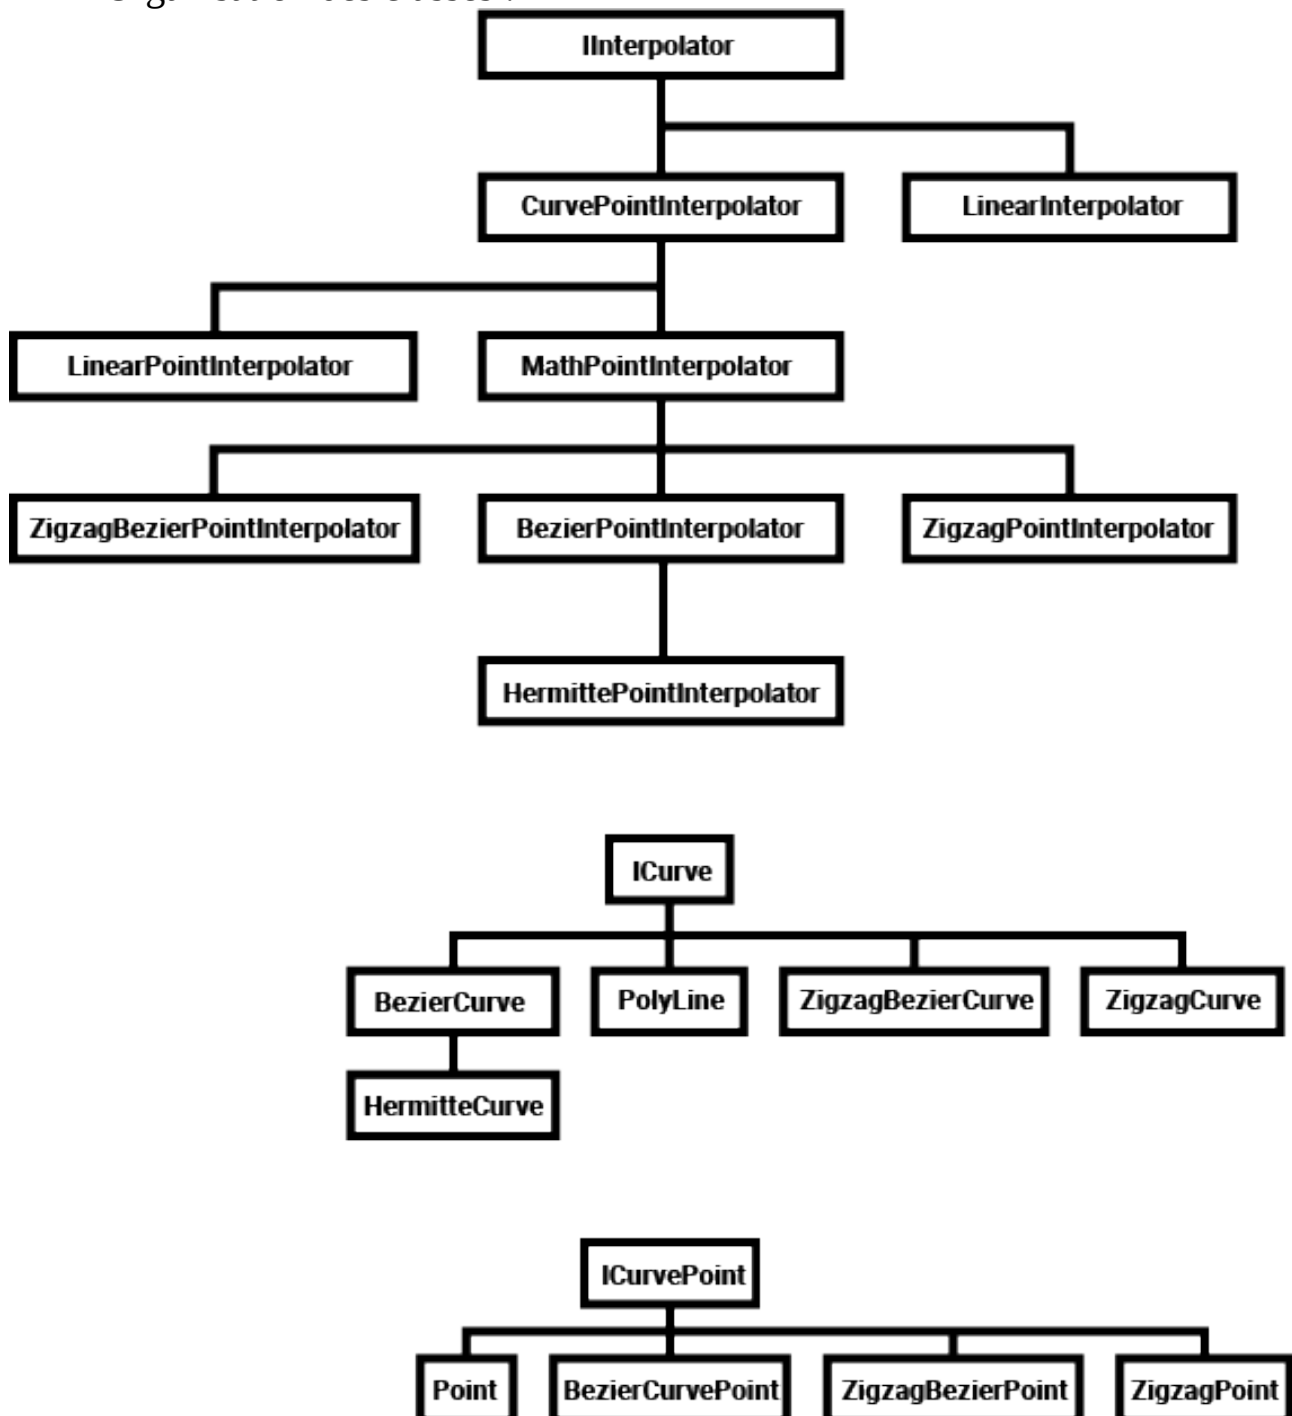 IInterpolator
CurvePointInterpolator LinearInterpolator
LinearPointInterpolator MathPointInterpolator
ZigzagBezierPointInterpolator BezierPointInterpolator ZigzagPointInterpolator
HermittePointInterpolator
ICurve
BezierCurve PolyLine ZigzagBezierCurve ZigzagCurve
HermitteCurve
ICurvePoint
Point BezierCurvePoint ZigzagBezierPoint ZigzagPoint